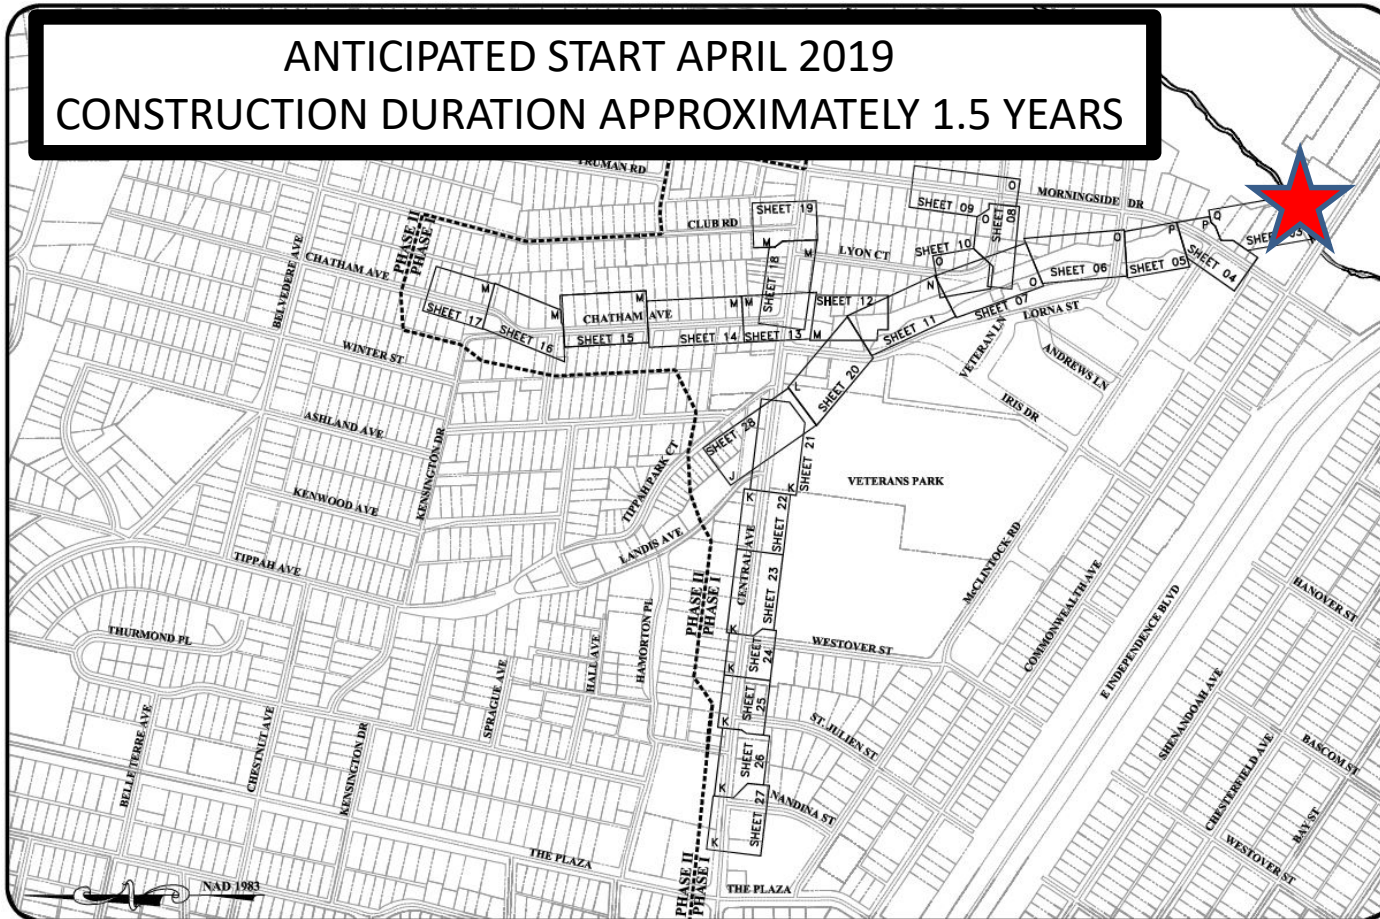 ANTICIPATED START APRIL 2019
CONSTRUCTION DURATION APPROXIMATELY 1.5 YEARS
TRUMAN RD
CLUB RD
SHEET 19
M
SHEET 09
O
MORNINGSIDE DR
SHEET 08
O
SHEET 10
O
LYON CT
M
SHEET 18
PHASE II
PHASE I
BELVEDERE AVE
CHATHAM AVE
M
SHEET 17
M
SHEET 16
M
CHATHAM AVE
SHEET 15
M
SHEET 14
M
SHEET 13
M
SHEET 12
N
SHEET 11
O
SHEET 07
O
SHEET 06
P
SHEET 05
P
SHEET 04
Q
LORNA ST
VETERAN LN
ANDREWS LN
IRIS DR
WINTER ST
ASHLAND AVE
KENWOOD AVE
KENSINGTON DR
TIPPAH AVE
TIPPAH PARK CT
LANDIS AVE
SHEET 20
L
SHEET 28
J
SHEET 21
K
VETERANS PARK
K
SHEET 22
CENTRAL AVE
SHEET 23
K
SHEET 24
K
SHEET 25
K
SHEET 26
K
SHEET 27
K
PHASE II
PHASE I
WESTOVER ST
McCLINTOCK RD
COMMONWEALTH AVE
E INDEPENDENCE BLVD
HANOVER ST
SHENANDOAH AVE
CHESTERFIELD AVE
BASCOM ST
BAY ST
WESTOVER ST
ST. JULIEN ST
NANDINA ST
THURMOND PL
BELLE TERRE AVE
CHESTNUT AVE
KENSINGTON DR
SPRAGUE AVE
HALL AVE
HAMORTON PL
THE PLAZA
PHASE II
PHASE I
THE PLAZA
NAD 1983